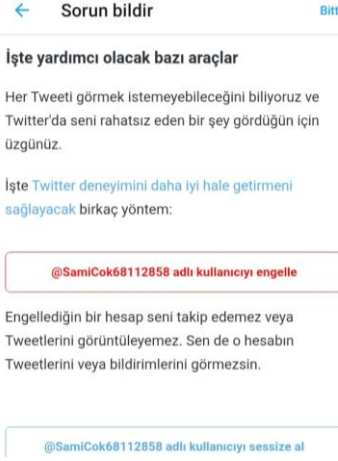 Sorun bildir
İşte yardımcı olacak bazı araçlar
Her Tweeti görmek istemeyebileceğini biliyoruz ve
Twitter'da seni rahatsız eden bir şey gördüğün için
üzgünüz.
İşte Twitter deneyimini daha iyi hale getirmeni
sağlayacak birkaç yöntem:
@SamiCok68112858 adlı kullanıcıyı engelle
Engellediğin bir hesap seni takip edemez veya
Tweetlerini görüntüleyemez. Sen de o hesabın
Tweetlerini veya bildirimlerini görmezsin.
@SamiCok68112858 adlı kullanıcıyı sessize al